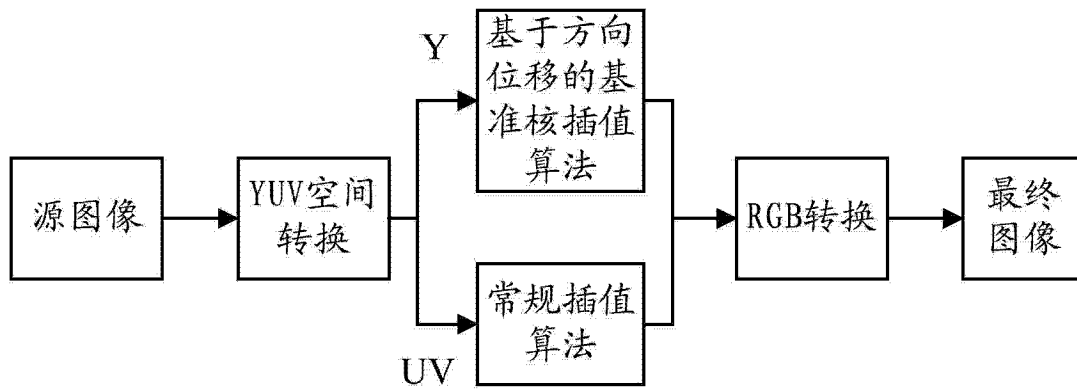 源图像
YUV空间
转换
Y
基于方向
位移的基
准核插值
算法
UV
常规插值
算法
RGB转换
最终
图像